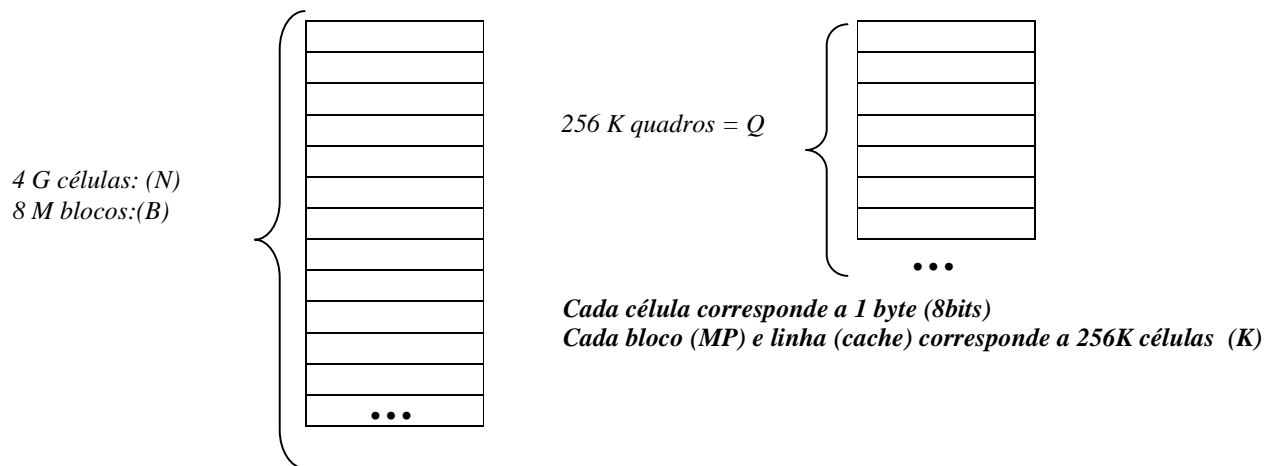 4 G células: (N)
8 M blocos:(B)
...
256 K quadros = Q
...
Cada célula corresponde a 1 byte (8bits)
Cada bloco (MP) e linha (cache) corresponde a 256K células (K)